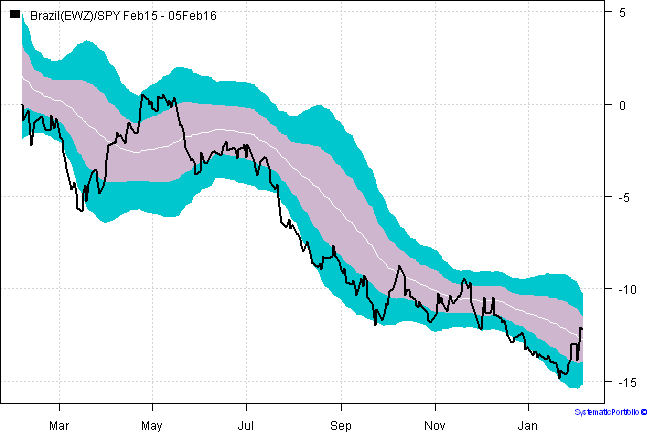 Brazil(EWZ)/SPY Feb15 - 05Feb16
5
0
-5
-10
-15
Mar May Jul Sep Nov Jan
SystematicPortfolio ©